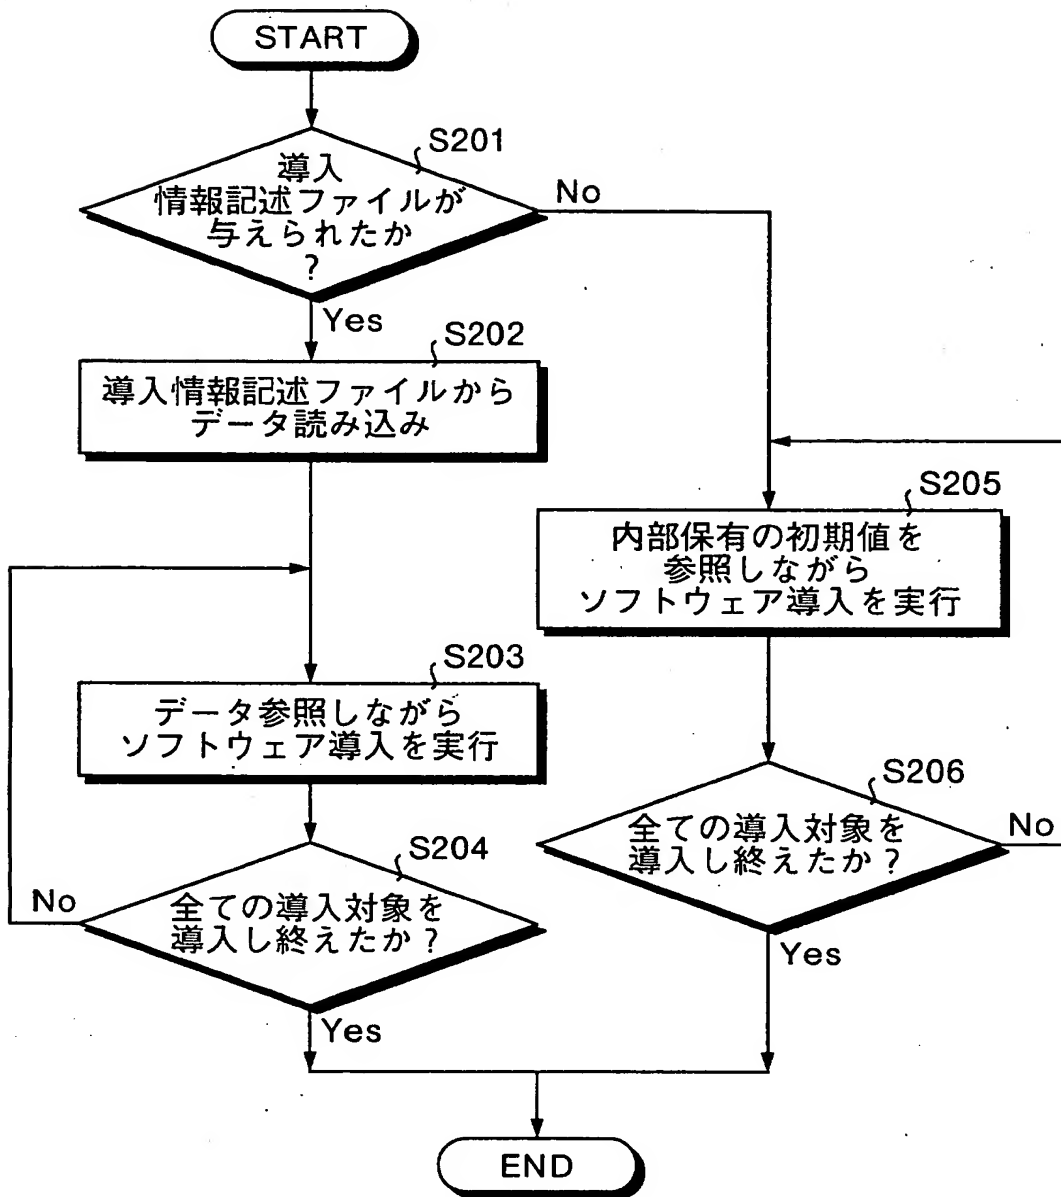 START
S201
導入
情報記述ファイルが
与えられたか
?
No
Yes
S202
導入情報記述ファイルから
データ読み込み
S205
内部保有の初期値を
参照しながら
ソフトウェア導入を実行
S203
データ参照しながら
ソフトウェア導入を実行
S206
全ての導入対象を
導入し終えたか?
No
Yes
S204
全ての導入対象を
導入し終えたか?
No
Yes
END